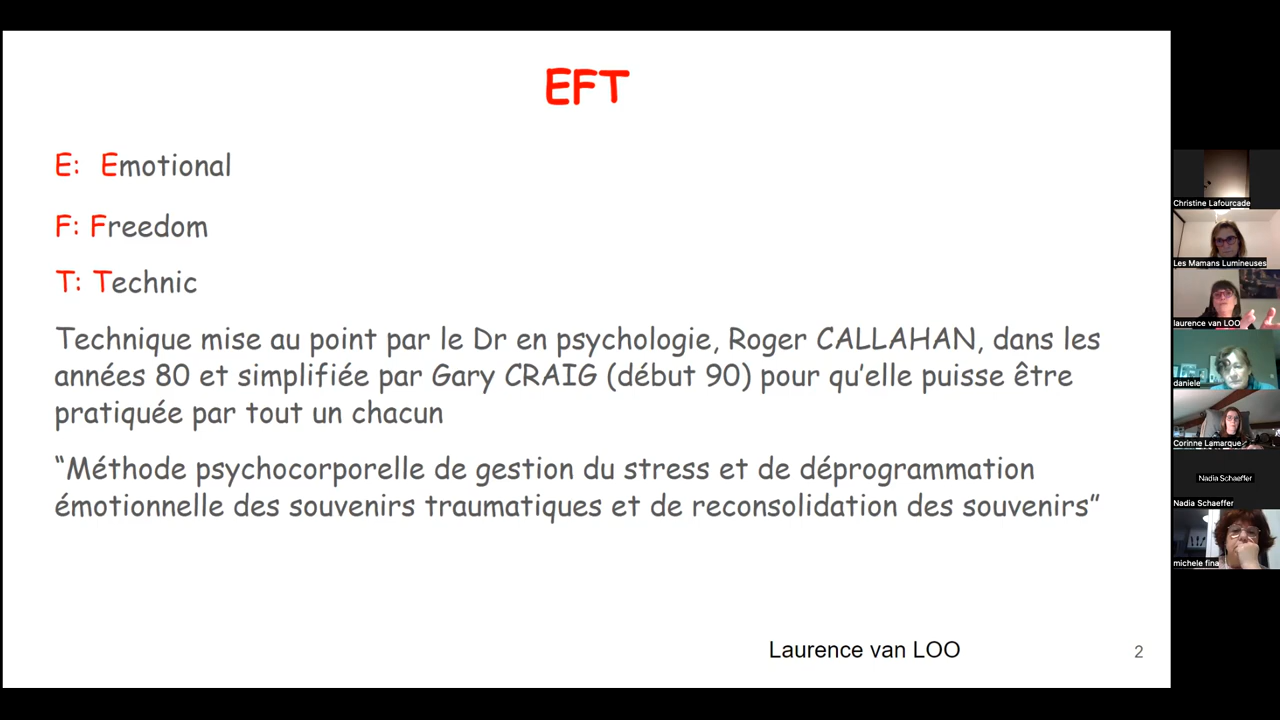 EFT
E: Emotional
F: Freedom
T: Technic
Technique mise au point par le Dr en psychologie, Roger CALLAHAN, dans les
années 80 et simplifiée par Gary CRAIG (début 90) pour qu'elle puisse être
pratiquée par tout un chacun
“Méthode psychocorporelle de gestion du stress et de déprogrammation
émotionnelle des souvenirs traumatiques et de reconsolidation des souvenirs”
Laurence van LOO
2
Christine Lafourcade
Les Mamans Lumineuses
laurence van LOO
daniele
Corinne Lamarque
Nadia Schaeffer
Nadia Schaeffer
michele fina